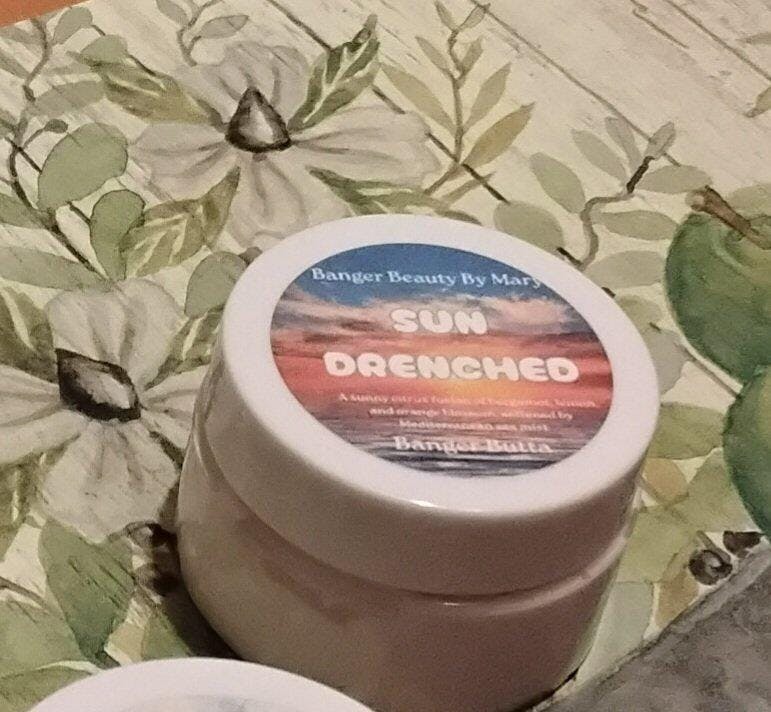 Banger Beauty By Mary
SUN
DRENCHED
A sunny citrus fusion of bergamot, lemon
and orange blossom, softened by
Mediterranean sea mist
Banger Butta